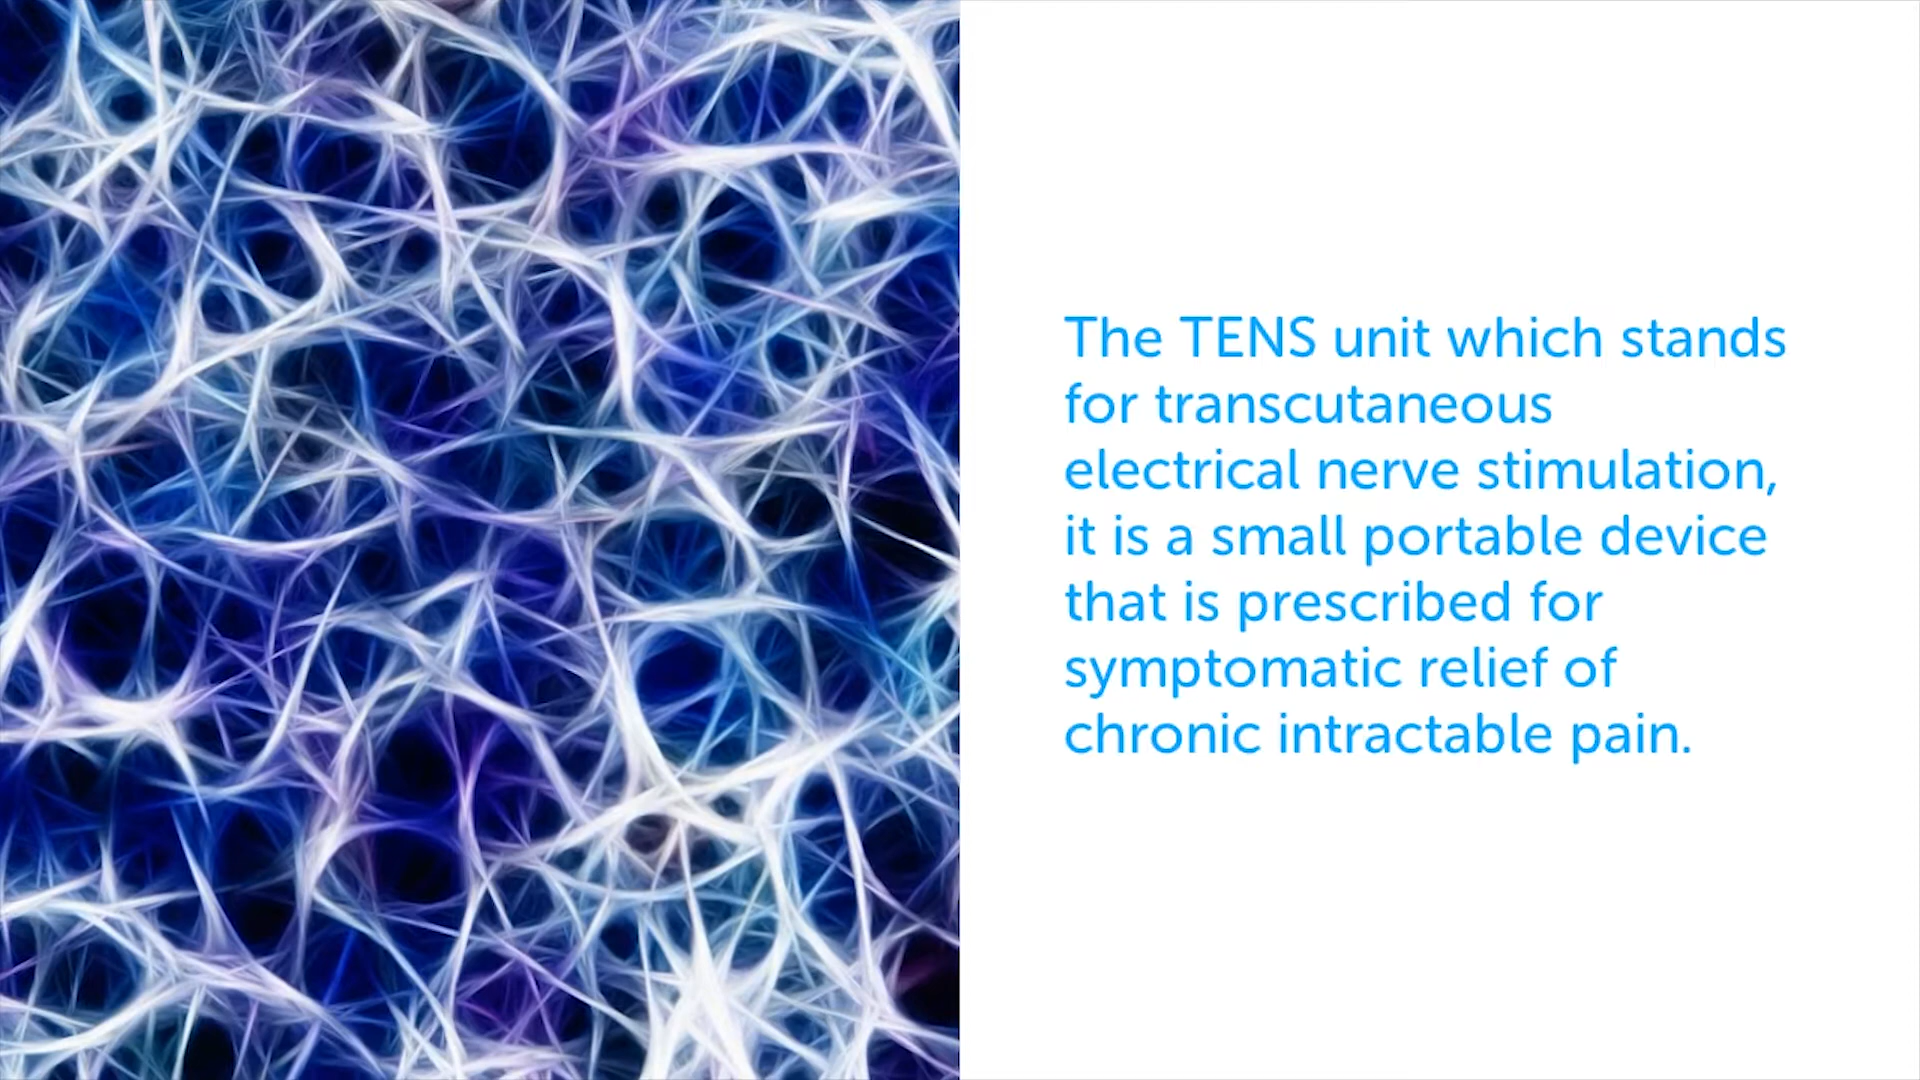 The TENS unit which stands
for transcutaneous
electrical nerve stimulation,
it is a small portable device
that is prescribed for
symptomatic relief of
chronic intractable pain.